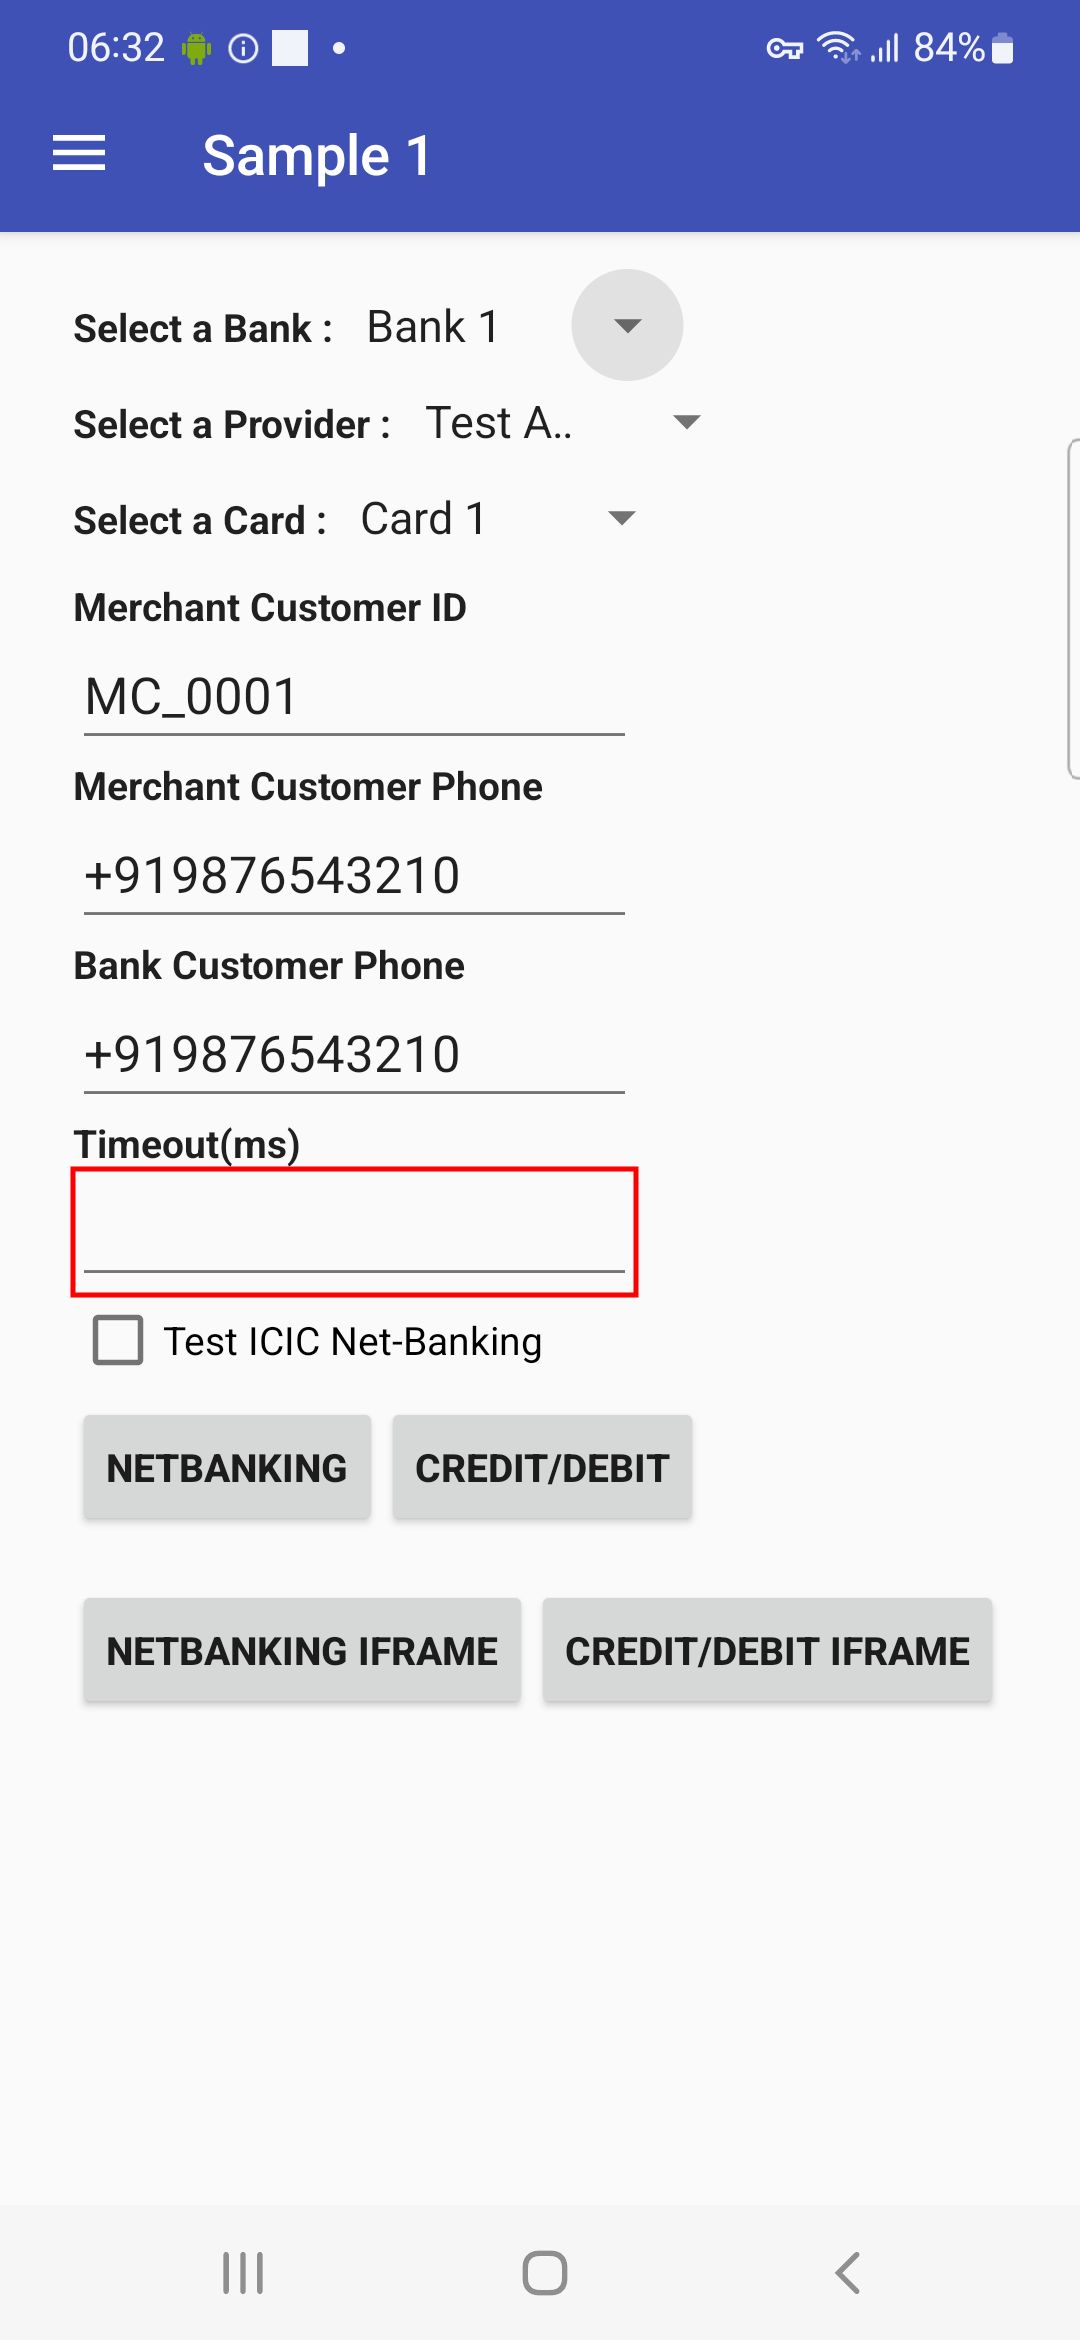 06:32 84%
Sample 1
Select a Bank : Bank 1
Select a Provider : Test A..
Select a Card : Card 1
Merchant Customer ID
MC_0001
Merchant Customer Phone
+919876543210
Bank Customer Phone
+919876543210
Timeout(ms)
Test ICIC Net-Banking
NETBANKING CREDIT/DEBIT
NETBANKING IFRAME CREDIT/DEBIT IFRAME